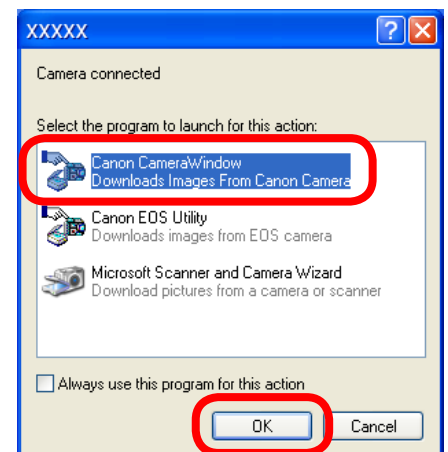 XXXXX
Camera connected
Select the program to launch for this action:
Canon CameraWindow
Downloads Images From Canon Camera
Canon EOS Utility
Downloads images from EOS camera
Microsoft Scanner and Camera Wizard
Download pictures from a camera or scanner
Always use this program for this action
OK Cancel